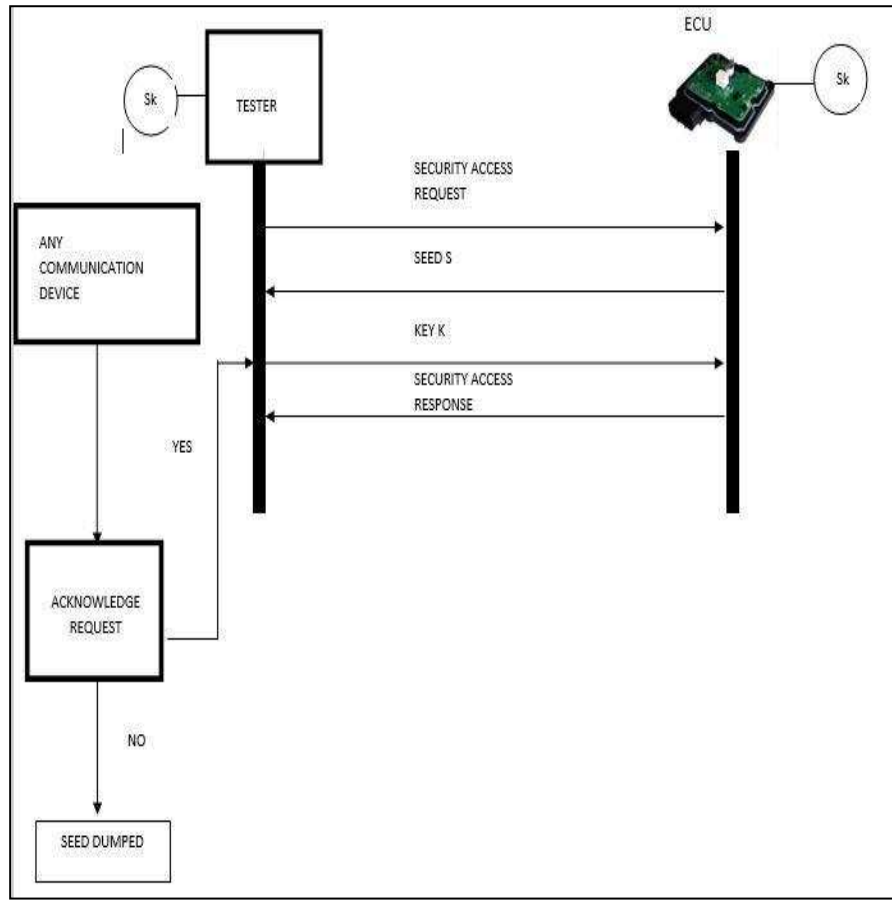 ECU
Sk
TESTER
Sk
SECURITY ACCESS
REQUEST
ANY
COMMUNICATION
DEVICE
SEED S
KEY K
SECURITY ACCESS
RESPONSE
YES
ACKNOWLEDGE
REQUEST
NO
SEED DUMPED